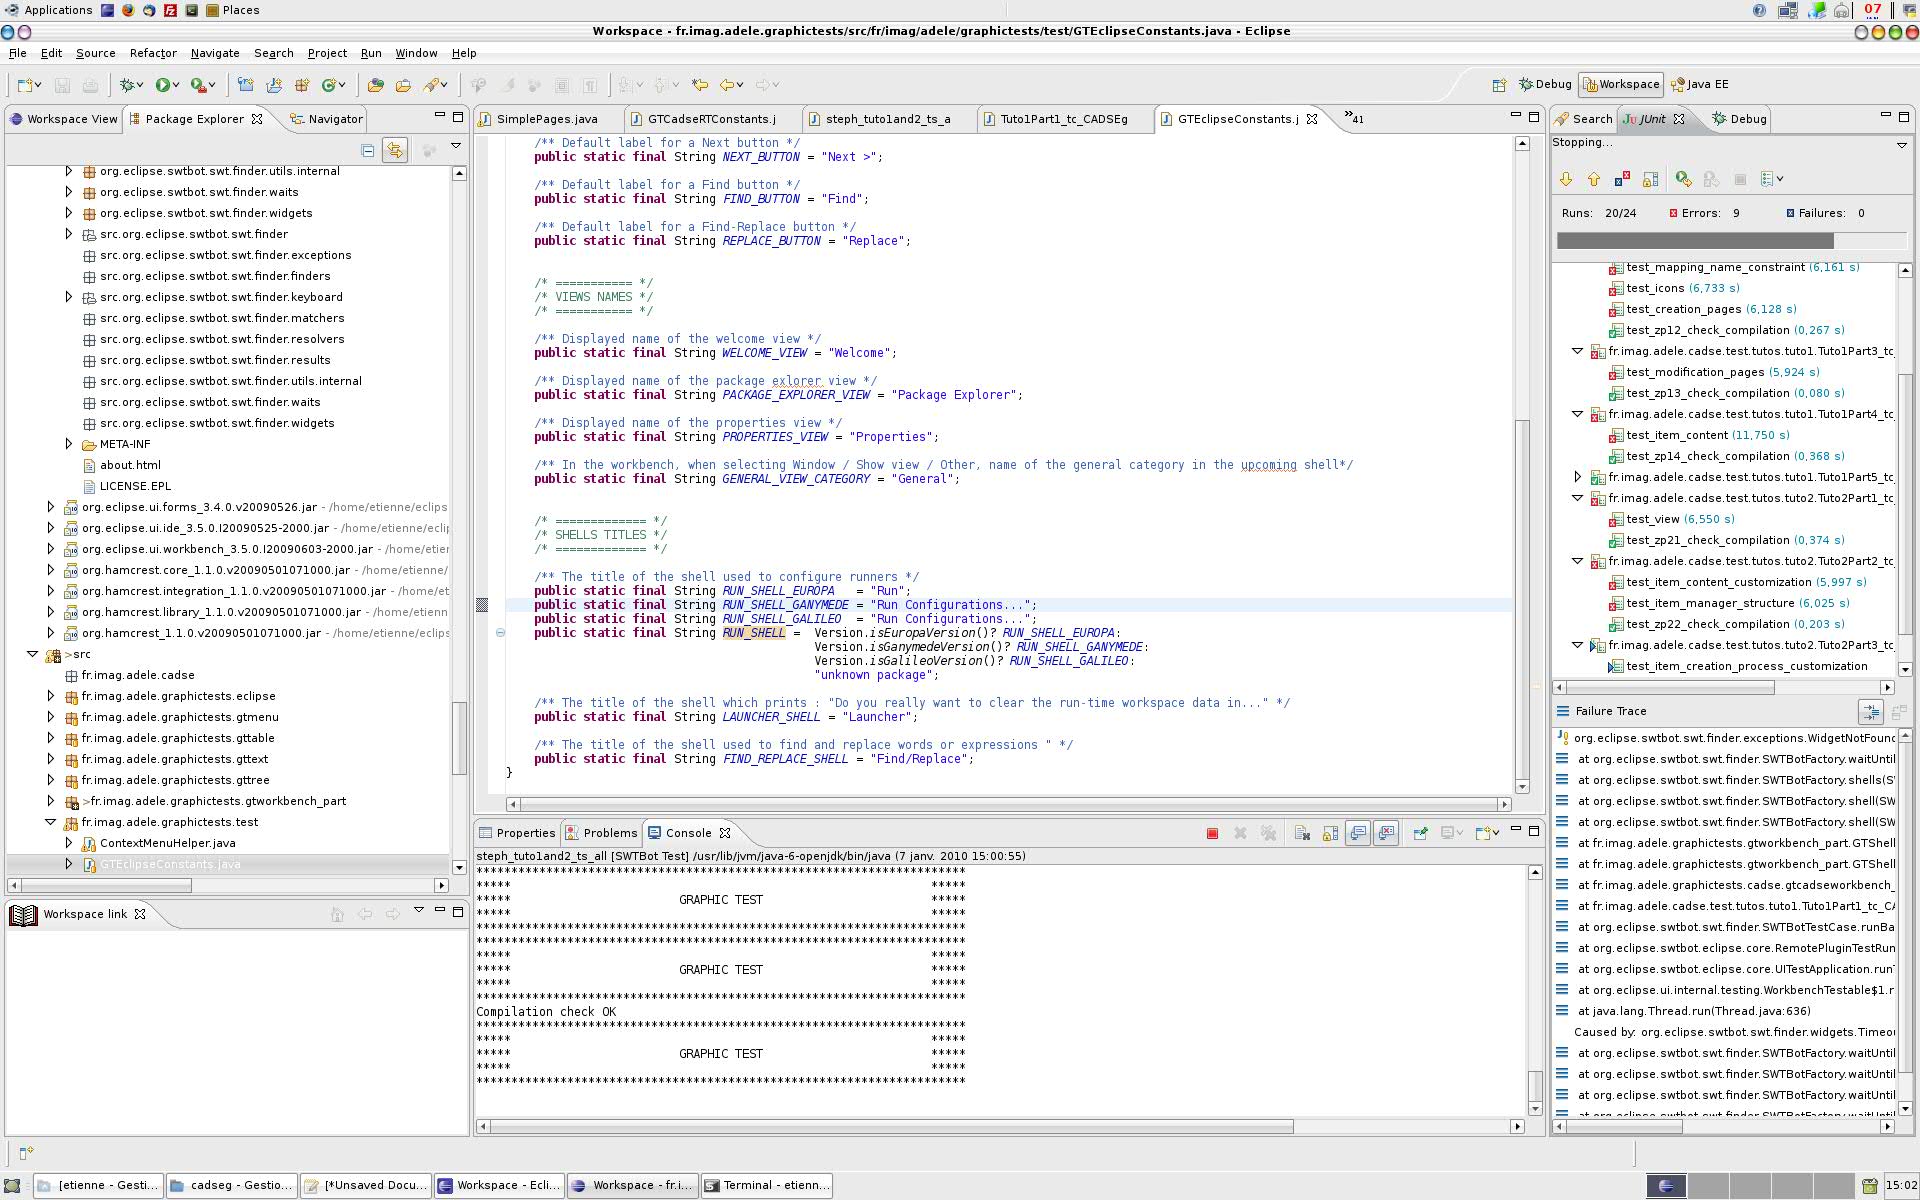 Applications
Places
07
Workspace - fr.imag.adele.graphictests/src/fr/imag/adele/graphictests/test/GTEclipseConstants.java - Eclipse
File Edit Source Refactor Navigate Search Project Run Window Help
Debug Workspace Java EE
Workspace View Package Explorer Navigator
org.eclipse.swtbot.swt.finder.utils.internal
org.eclipse.swtbot.swt.finder.waits
org.eclipse.swtbot.swt.finder.widgets
src.org.eclipse.swtbot.swt.finder
src.org.eclipse.swtbot.swt.finder.exceptions
src.org.eclipse.swtbot.swt.finder.finders
src.org.eclipse.swtbot.swt.finder.keyboard
src.org.eclipse.swtbot.swt.finder.matchers
src.org.eclipse.swtbot.swt.finder.resolvers
src.org.eclipse.swtbot.swt.finder.results
src.org.eclipse.swtbot.swt.finder.utils.internal
src.org.eclipse.swtbot.swt.finder.waits
src.org.eclipse.swtbot.swt.finder.widgets
META-INF
about.html
LICENSE.EPL
org.eclipse.ui.forms_3.4.0.v20090526.jar - /home/etienne/eclips
org.eclipse.ui.ide_3.5.0.I20090525-2000.jar - /home/etienne/eclip
org.eclipse.ui.workbench_3.5.0.I20090603-2000.jar - /home/etier
org.hamcrest.core_1.1.0.v20090501071000.jar - /home/etienne/
org.hamcrest.integration_1.1.0.v20090501071000.jar - /home/et
org.hamcrest.library_1.1.0.v20090501071000.jar - /home/etienn
org.hamcrest_1.1.0.v20090501071000.jar - /home/etienne/eclips
>src
fr.imag.adele.cadse
fr.imag.adele.graphictests.eclipse
fr.imag.adele.graphictests.gtmenu
fr.imag.adele.graphictests.gttable
fr.imag.adele.graphictests.gttext
fr.imag.adele.graphictests.gttree
>fr.imag.adele.graphictests.gtworkbench_part
fr.imag.adele.graphictests.test
ContextMenuHelper.java
GTEclipseConstants.java
Workspace link
SimplePages.java GTCadseRTConstants.j steph_tuto1and2_ts_a Tuto1Part1_tc_CADSEg GTEclipseConstants.j »41
/** Default label for a Next button */
public static final String NEXT_BUTTON = "Next >";
/** Default label for a Find button */
public static final String FIND_BUTTON = "Find";
/** Default label for a Find-Replace button */
public static final String REPLACE_BUTTON = "Replace";
/* =========== */
/* VIEWS NAMES */
/* =========== */
/** Displayed name of the welcome view */
public static final String WELCOME_VIEW = "Welcome";
/** Displayed name of the package exlorer view */
public static final String PACKAGE_EXPLORER_VIEW = "Package Explorer";
/** Displayed name of the properties view */
public static final String PROPERTIES_VIEW = "Properties";
/** In the workbench, when selecting Window / Show view / Other, name of the general category in the upcoming shell*/
public static final String GENERAL_VIEW_CATEGORY = "General";
/* ============= */
/* SHELLS TITLES */
/* ============= */
/** The title of the shell used to configure runners */
public static final String RUN_SHELL_EUROPA = "Run";
public static final String RUN_SHELL_GANYMEDE = "Run Configurations...";
public static final String RUN_SHELL_GALILEO = "Run Configurations...";
public static final String RUN_SHELL = Version.isEuropaVersion()? RUN_SHELL_EUROPA:
Version.isGanymedeVersion()? RUN_SHELL_GANYMEDE:
Version.isGalileoVersion()? RUN_SHELL_GALILEO:
"unknown package";
/** The title of the shell which prints : "Do you really want to clear the run-time workspace data in..." */
public static final String LAUNCHER_SHELL = "Launcher";
/** The title of the shell used to find and replace words or expressions " */
public static final String FIND_REPLACE_SHELL = "Find/Replace";
}
Properties Problems Console
steph_tuto1and2_ts_all [SWTBot Test] /usr/lib/jvm/java-6-openjdk/bin/java (7 janv. 2010 15:00:55)
**********************************************************************
***** *****
***** GRAPHIC TEST *****
***** *****
**********************************************************************
**********************************************************************
***** *****
***** GRAPHIC TEST *****
***** *****
**********************************************************************
Compilation check OK
**********************************************************************
***** *****
***** GRAPHIC TEST *****
***** *****
**********************************************************************
Search JUnit Debug
Stopping...
Runs: 20/24 Errors: 9 Failures: 0
test_mapping_name_constraint (6,161 s)
test_icons (6,733 s)
test_creation_pages (6,128 s)
test_zp12_check_compilation (0,267 s)
fr.imag.adele.cadse.test.tutos.tuto1.Tuto1Part3_tc
test_modification_pages (5,924 s)
test_zp13_check_compilation (0,080 s)
fr.imag.adele.cadse.test.tutos.tuto1.Tuto1Part4_
test_item_content (11,750 s)
test_zp14_check_compilation (0,368 s)
fr.imag.adele.cadse.test.tutos.tuto1.Tuto1Part5_tc
fr.imag.adele.cadse.test.tutos.tuto2.Tuto2Part1_tc
test_view (6,550 s)
test_zp21_check_compilation (0,374 s)
fr.imag.adele.cadse.test.tutos.tuto2.Tuto2Part2_tc
test_item_content_customization (5,997 s)
test_item_manager_structure (6,025 s)
test_zp22_check_compilation (0,203 s)
fr.imag.adele.cadse.test.tutos.tuto2.Tuto2Part3_tc
test_item_creation_process_customization
Failure Trace
org.eclipse.swtbot.swt.finder.exceptions.WidgetNotFound
at org.eclipse.swtbot.swt.finder.SWTBotFactory.waitUntil
at org.eclipse.swtbot.swt.finder.SWTBotFactory.shells(S
at org.eclipse.swtbot.swt.finder.SWTBotFactory.shell(SW
at org.eclipse.swtbot.swt.finder.SWTBotFactory.shell(SW
at fr.imag.adele.graphictests.gtworkbench_part.GTShell
at fr.imag.adele.graphictests.gtworkbench_part.GTShell
at fr.imag.adele.graphictests.cadse.gtcadseworkbench_
at fr.imag.adele.cadse.test.tutos.tuto1.Tuto1Part1_tc_CA
at org.eclipse.swtbot.swt.finder.SWTBotTestCase.runBa
at org.eclipse.swtbot.eclipse.core.RemotePluginTestRun
at org.eclipse.swtbot.eclipse.core.UITestApplication.run
at org.eclipse.ui.internal.testing.WorkbenchTestable$1.r
at java.lang.Thread.run(Thread.java:636)
Caused by: org.eclipse.swtbot.swt.finder.widgets.Timeou
at org.eclipse.swtbot.swt.finder.SWTBotFactory.waitUntil
at org.eclipse.swtbot.swt.finder.SWTBotFactory.waitUntil
at org.eclipse.swtbot.swt.finder.SWTBotFactory.waitUntil
at org.eclipse.swtbot.swt.finder.SWTBotFactory.waitUntil
[etienne - Gesti... cadseg - Gestio... [*Unsaved Docu... Workspace - Ecli... Workspace - fr.i... Terminal - etienn... 15:02